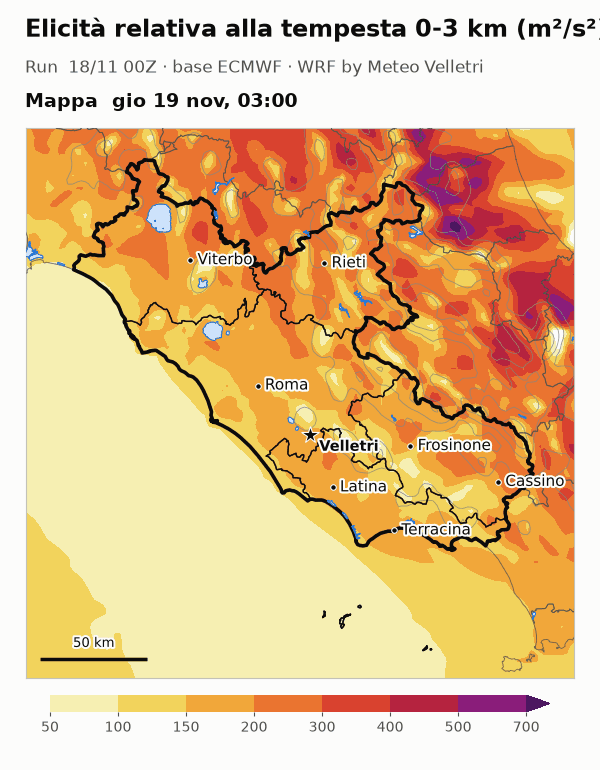 Elicità relativa alla tempesta 0-3 km (m²/s²)
Run  18/11 00Z · base ECMWF · WRF by Meteo Velletri
Mappa  gio 19 nov, 03:00
Viterbo
Rieti
Roma
Velletri
Frosinone
Cassino
Latina
Terracina
50 km
50 100 150 200 300 400 500 700